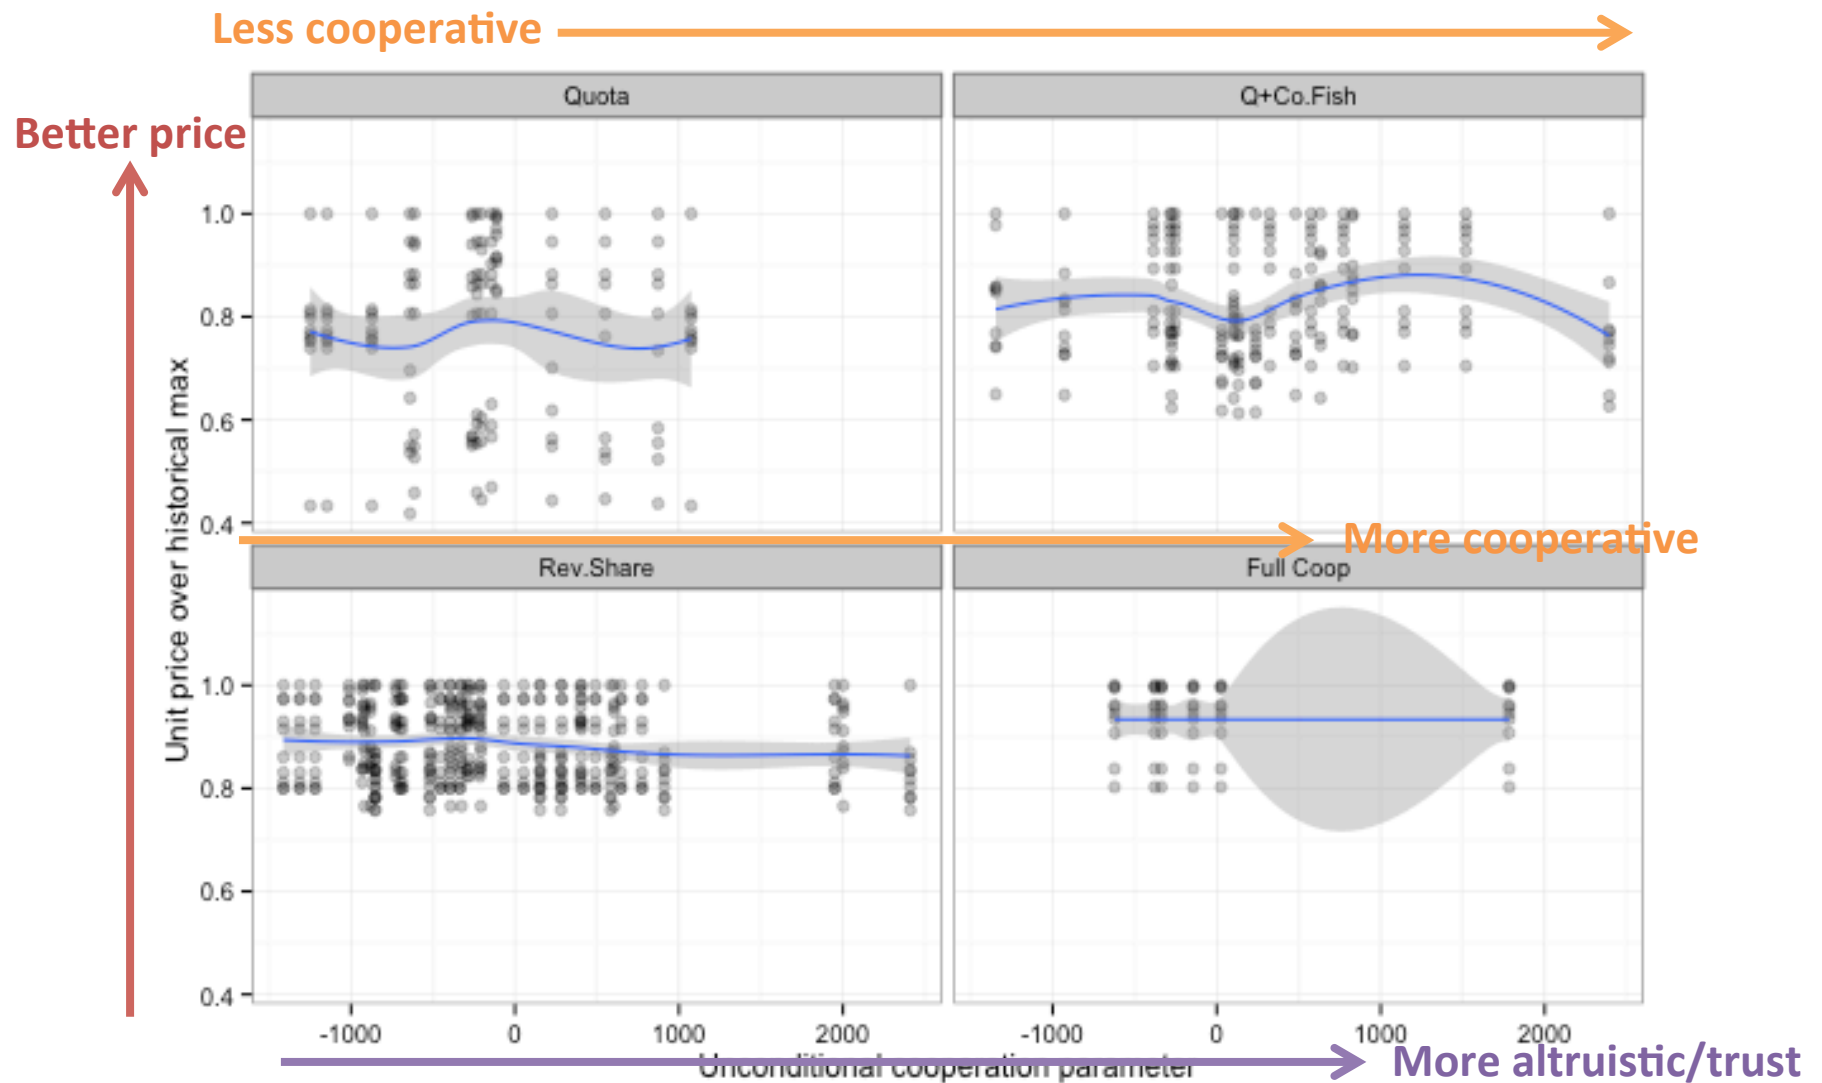 Less cooperative
Quota
Q+Co.Fish
Better price
1.0
0.8
0.6
0.4
Unit price over historical max
More cooperative
Rev.Share
Full Coop
1.0
0.8
0.6
0.4
-1000 0 1000 2000
-1000 0 1000 2000
Unconditional cooperation parameter
More altruistic/trust